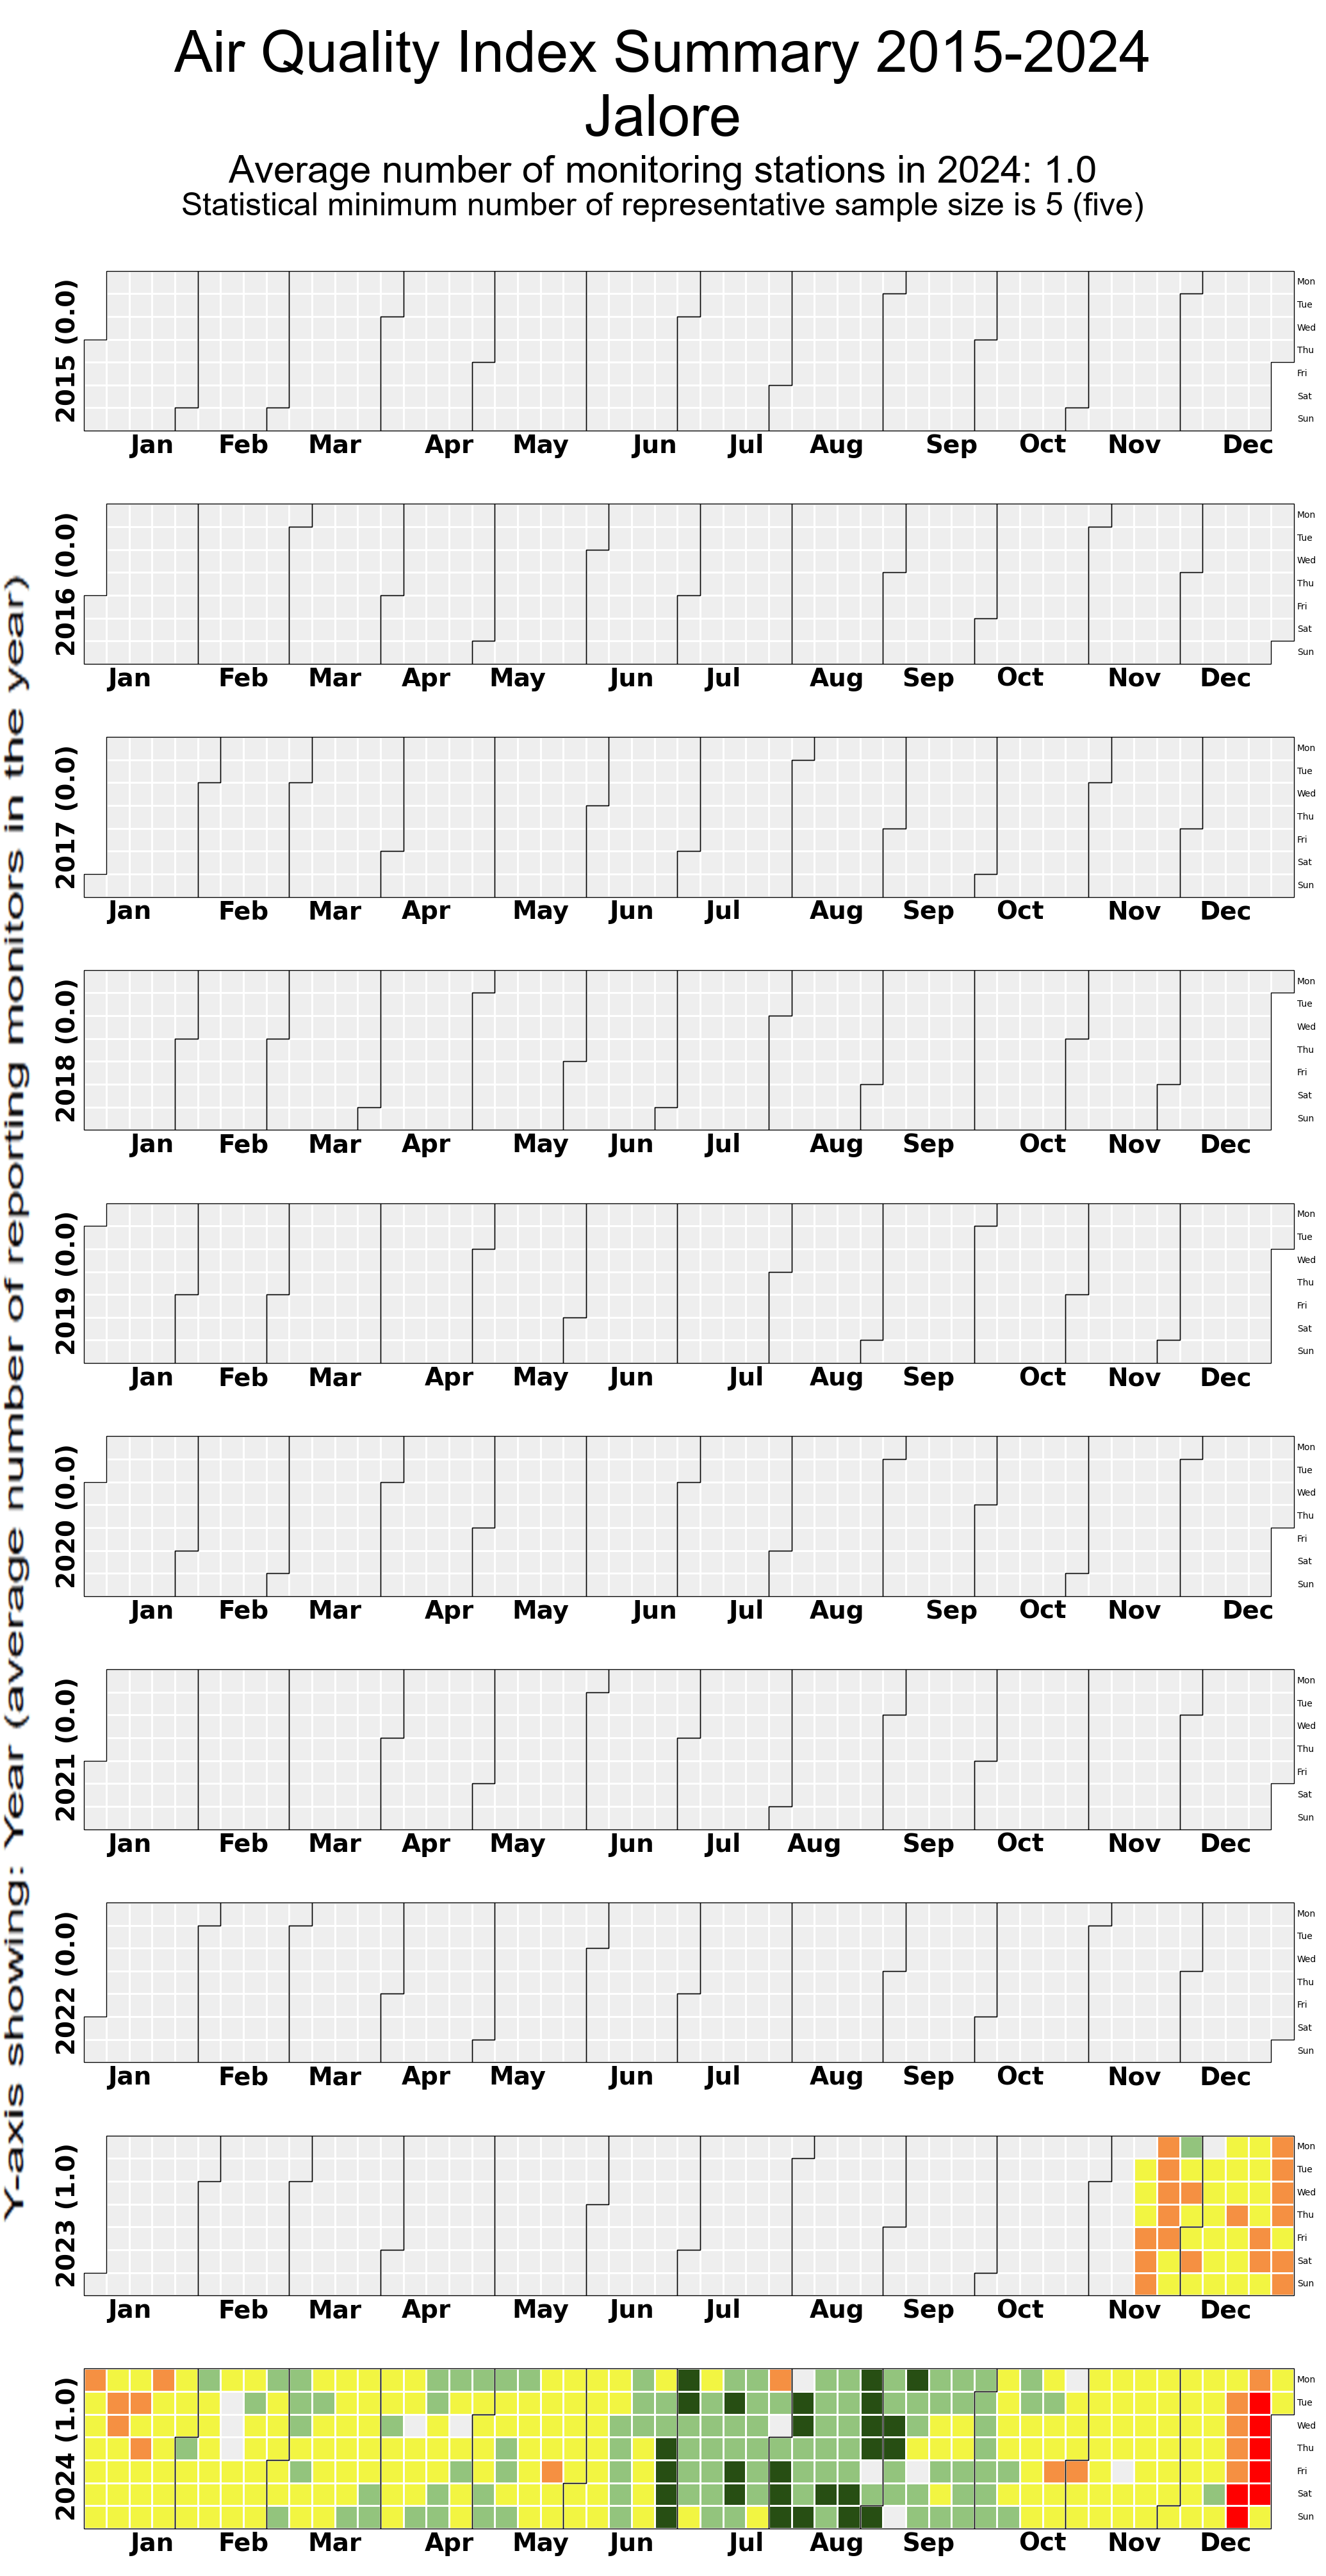 Air Quality Index Summary 2015-2024
Jalore
Average number of monitoring stations in 2024: 1.0
Statistical minimum number of representative sample size is 5 (five)
Y-axis showing: Year (average number of reporting monitors in the year)
2015 (0.0)
Mon
Tue
Wed
Thu
Fri
Sat
Sun
Jan Feb Mar Apr May Jun Jul Aug Sep Oct Nov Dec
2016 (0.0)
Mon
Tue
Wed
Thu
Fri
Sat
Sun
Jan Feb Mar Apr May Jun Jul Aug Sep Oct Nov Dec
2017 (0.0)
Mon
Tue
Wed
Thu
Fri
Sat
Sun
Jan Feb Mar Apr May Jun Jul Aug Sep Oct Nov Dec
2018 (0.0)
Mon
Tue
Wed
Thu
Fri
Sat
Sun
Jan Feb Mar Apr May Jun Jul Aug Sep Oct Nov Dec
2019 (0.0)
Mon
Tue
Wed
Thu
Fri
Sat
Sun
Jan Feb Mar Apr May Jun Jul Aug Sep Oct Nov Dec
2020 (0.0)
Mon
Tue
Wed
Thu
Fri
Sat
Sun
Jan Feb Mar Apr May Jun Jul Aug Sep Oct Nov Dec
2021 (0.0)
Mon
Tue
Wed
Thu
Fri
Sat
Sun
Jan Feb Mar Apr May Jun Jul Aug Sep Oct Nov Dec
2022 (0.0)
Mon
Tue
Wed
Thu
Fri
Sat
Sun
Jan Feb Mar Apr May Jun Jul Aug Sep Oct Nov Dec
2023 (1.0)
Mon
Tue
Wed
Thu
Fri
Sat
Sun
Jan Feb Mar Apr May Jun Jul Aug Sep Oct Nov Dec
2024 (1.0)
Mon
Tue
Wed
Thu
Fri
Sat
Sun
Jan Feb Mar Apr May Jun Jul Aug Sep Oct Nov Dec